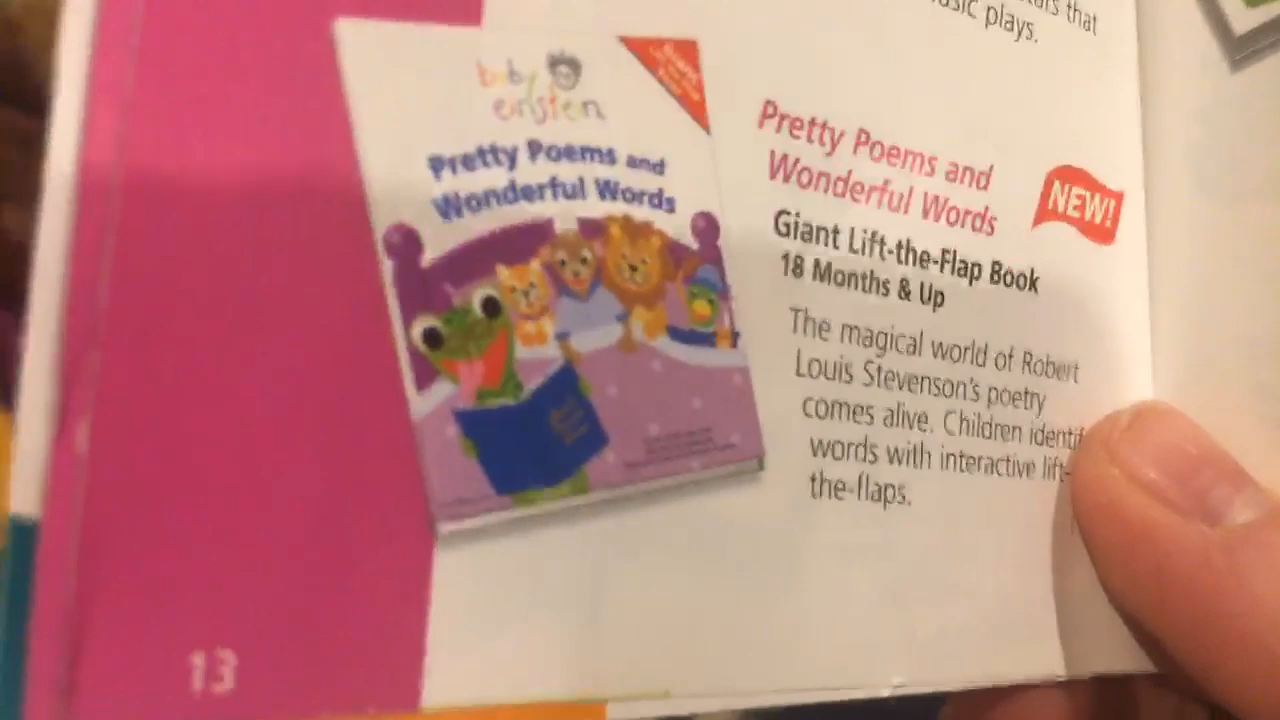 that
plays.
baby
einstein
Pretty Poems and
Wonderful Words
Pretty Poems and
Wonderful Words
NEW!
Giant Lift-the-Flap Book
18 Months & Up
The magical world of Robert
Louis Stevenson's poetry
comes alive. Children identif
words with interactive lift-
the-flaps.
13